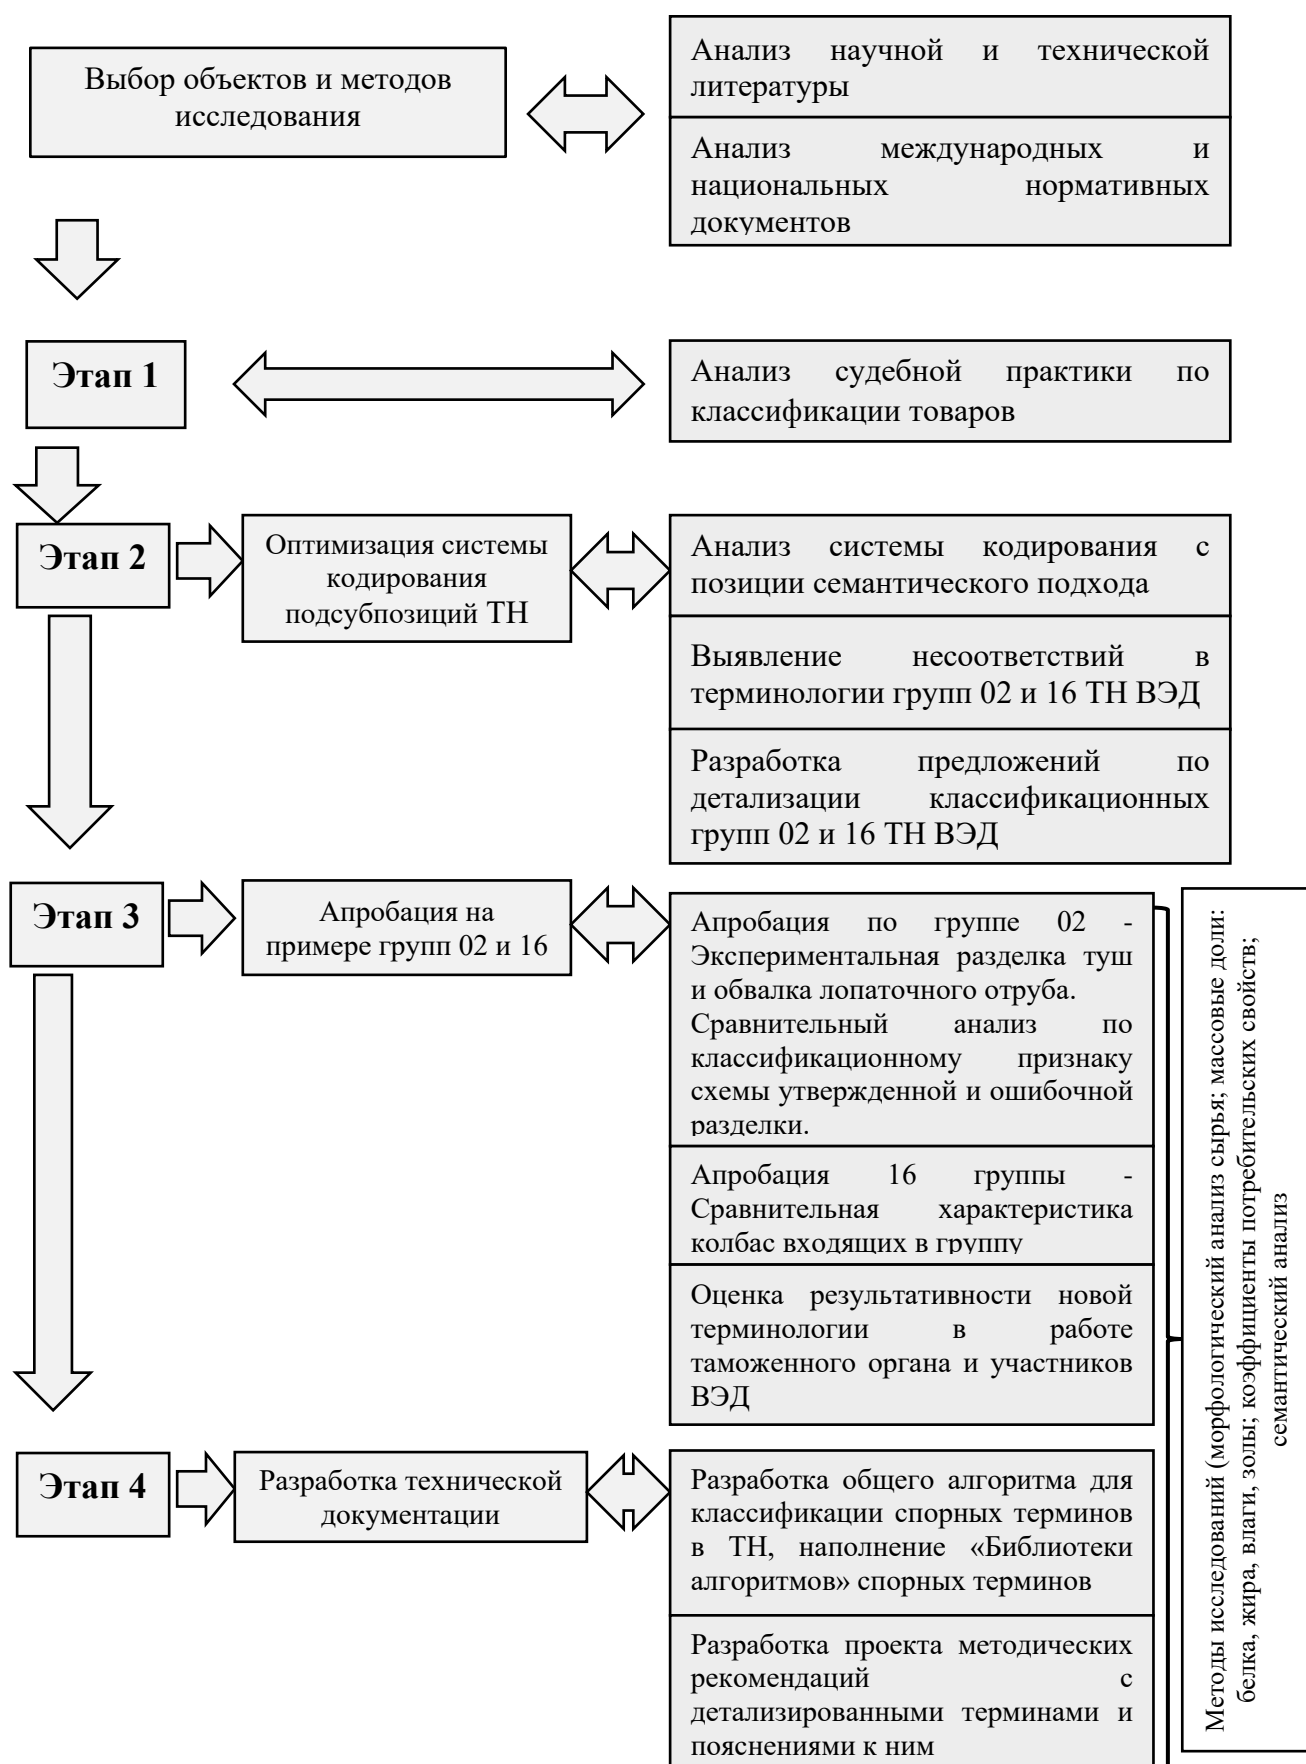 Выбор объектов и методов
исследования
Анализ научной и технической
литературы
Анализ международных и
национальных нормативных
документов
Этап 1
Анализ судебной практики по
классификации товаров
Этап 2
Оптимизация системы
кодирования
подсубпозиций ТН
Анализ системы кодирования с
позиции семантического подхода
Выявление несоответствий в
терминологии групп 02 и 16 ТН ВЭД
Разработка предложений по
детализации классификационных
групп 02 и 16 ТН ВЭД
Этап 3
Апробация на
примере групп 02 и 16
Апробация по группе 02 -
Экспериментальная разделка туш
и обвалка лопаточного отруба.
Сравнительный анализ по
классификационному признаку
схемы утвержденной и ошибочной
разделки.
Апробация 16 группы -
Сравнительная характеристика
колбас входящих в группу
Оценка результативности новой
терминологии в работе
таможенного органа и участников
ВЭД
Этап 4
Разработка технической
документации
Разработка общего алгоритма для
классификации спорных терминов
в ТН, наполнение «Библиотеки
алгоритмов» спорных терминов
Разработка проекта методических
рекомендаций с
детализированными терминами и
пояснениями к ним
Методы исследований (морфологический анализ сырья; массовые доли:
белка, жира, влаги, золы; коэффициенты потребительских свойств;
семантический анализ